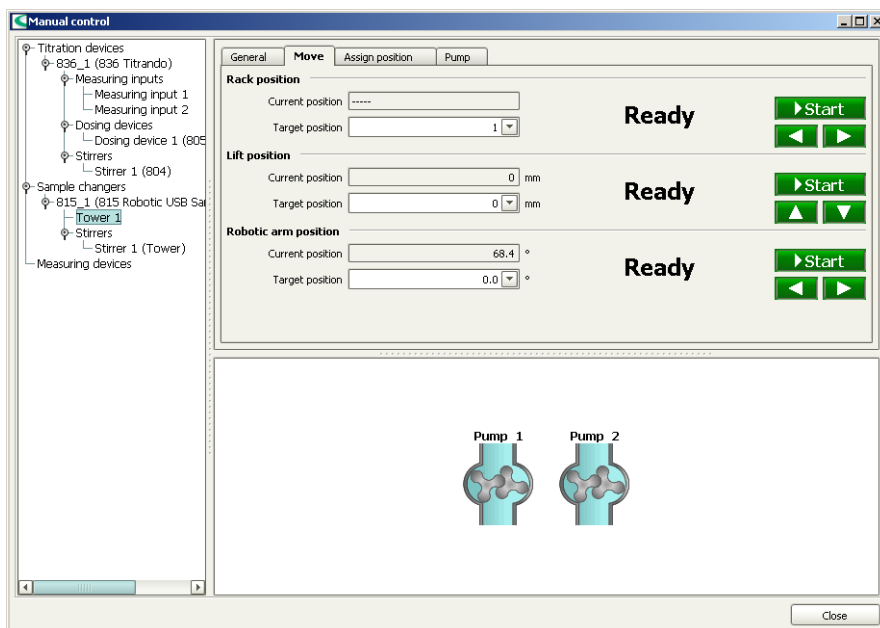 Manual control
Titration devices
836_1 (836 Titrando)
Measuring inputs
Measuring input 1
Measuring input 2
Dosing devices
Dosing device 1 (805
Stirrers
Stirrer 1 (804)
Sample changers
815_1 (815 Robotic USB Sa
Tower 1
Stirrers
Stirrer 1 (Tower)
Measuring devices
General Move Assign position Pump
Rack position
Current position -----
Target position 1
Ready
Start
Lift position
Current position 0 mm
Target position 0 mm
Ready
Start
Robotic arm position
Current position 68.4 °
Target position 0.0 °
Ready
Start
Pump 1 Pump 2
Close